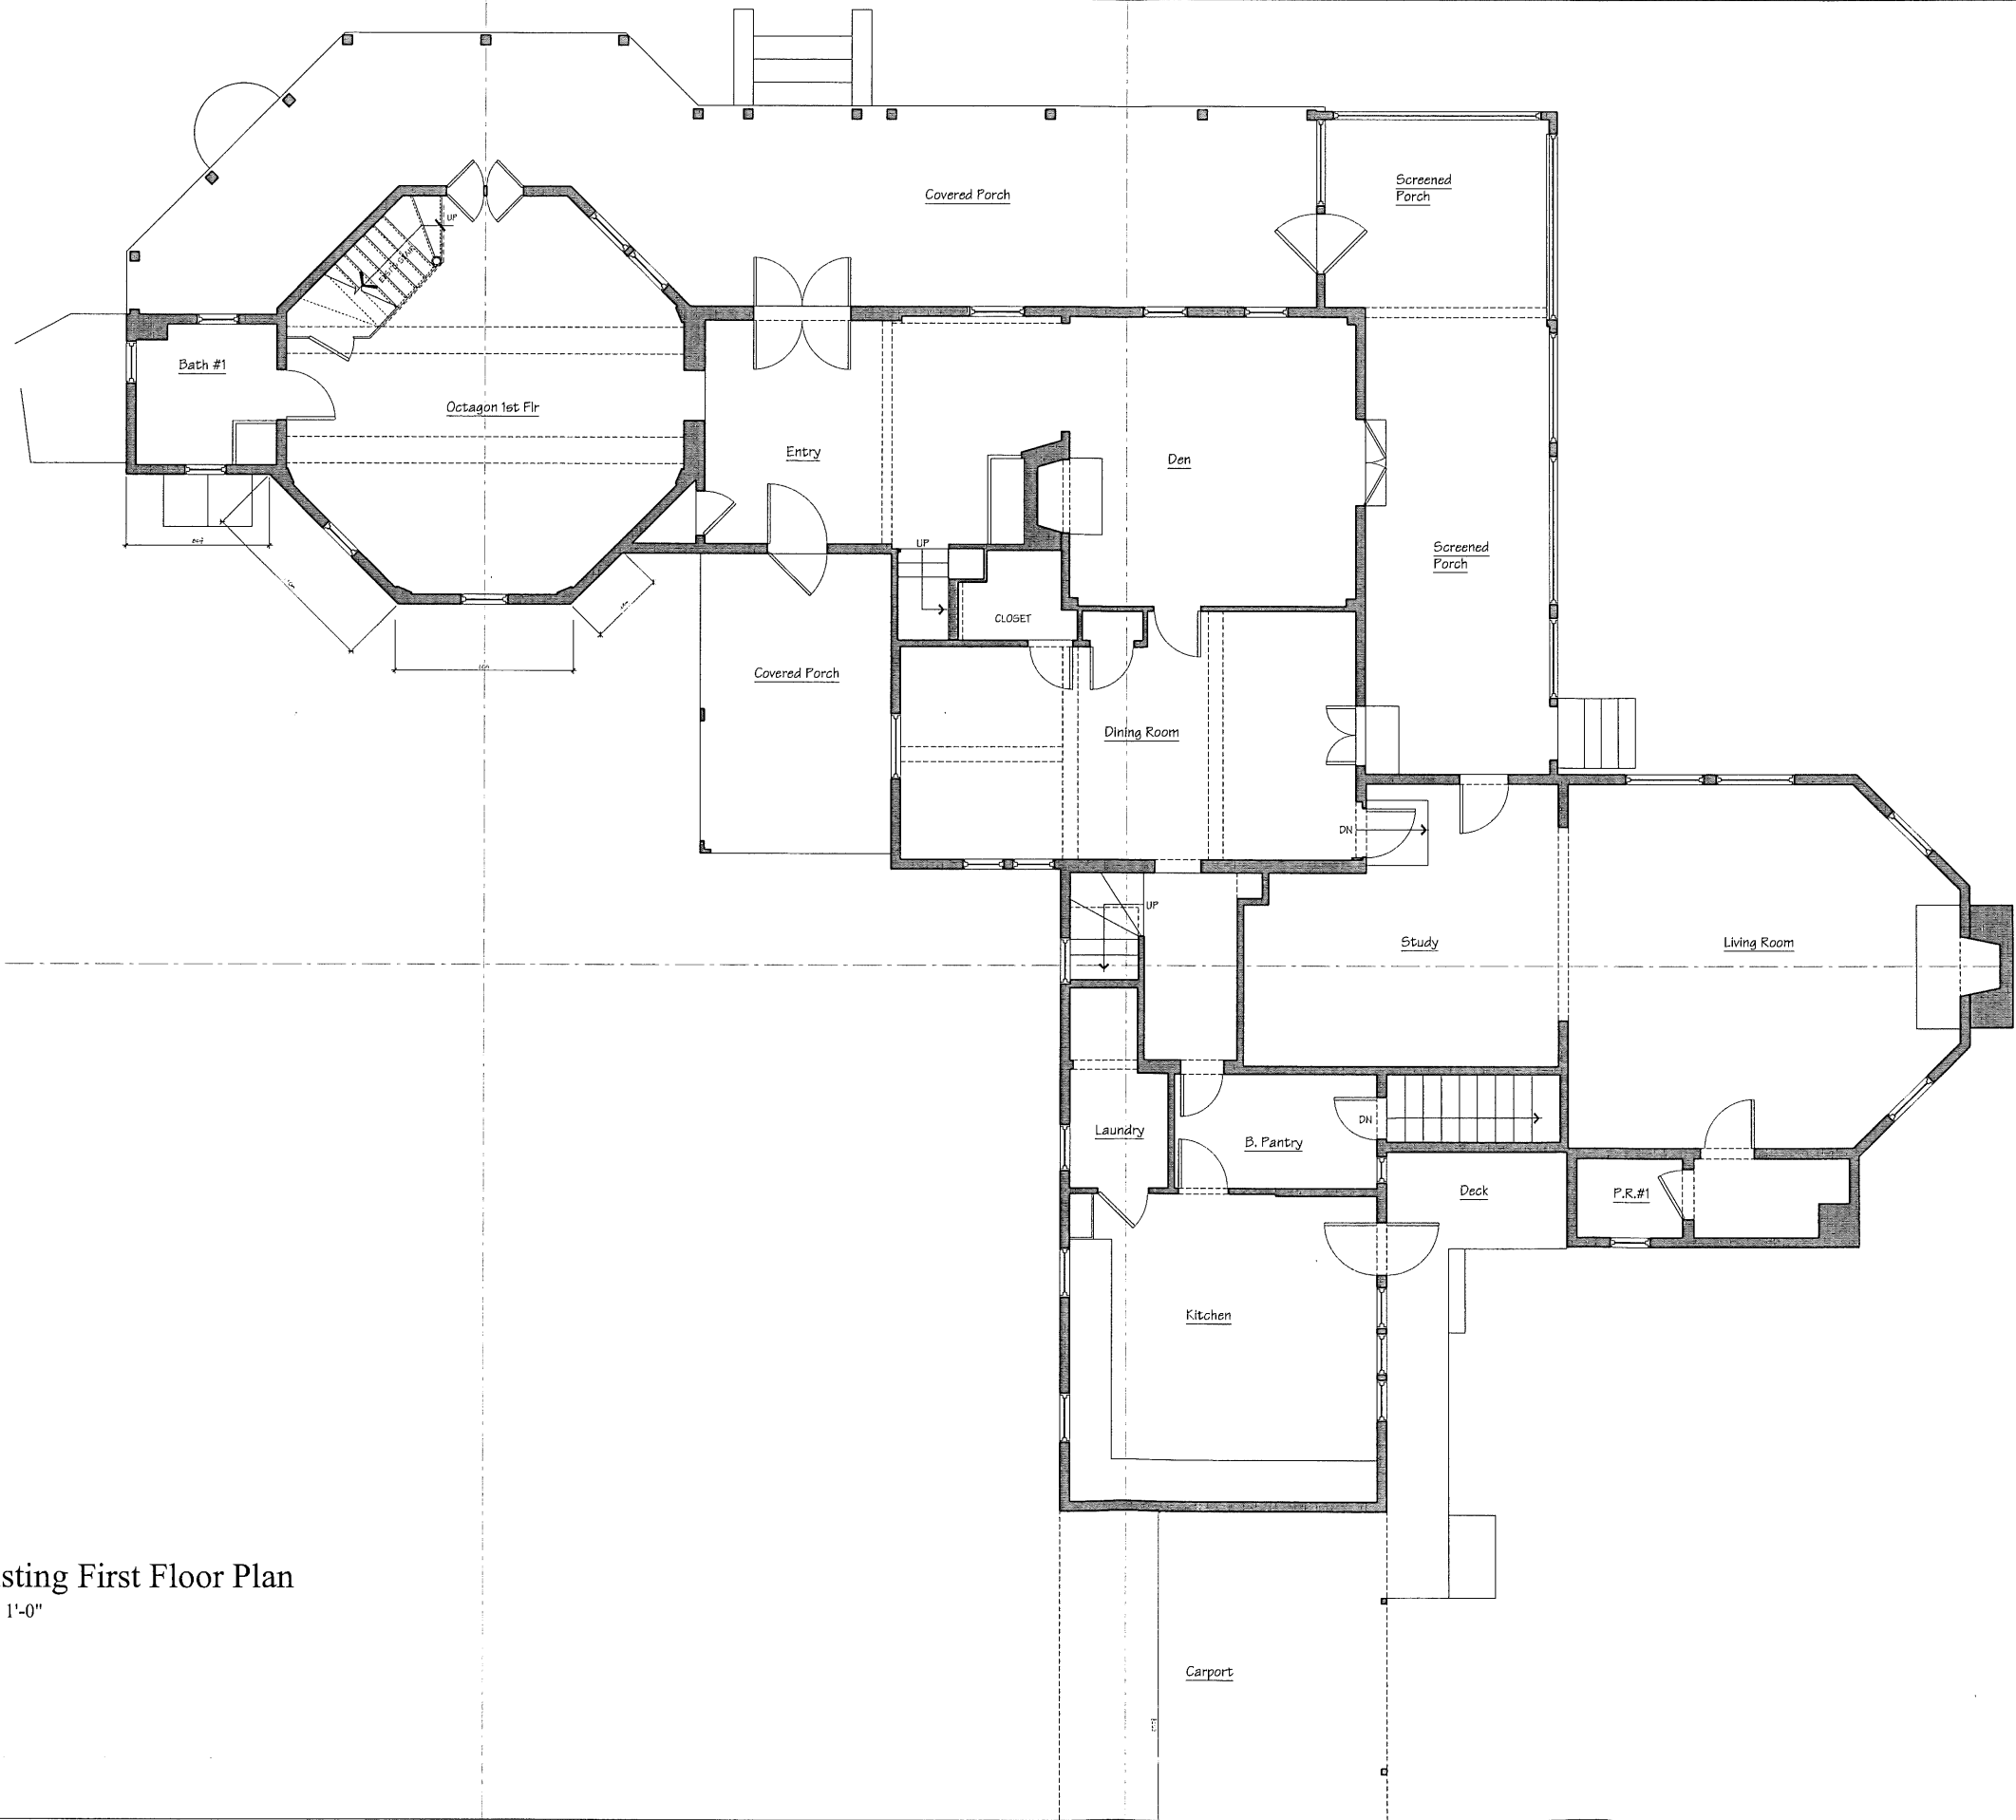 Screened
Porch
Covered Porch
UP
Bath #1
Octagon 1st Flr
Entry
Den
UP
Screened
Porch
CLOSET
Covered Porch
Dining Room
DN
UP
Study
Living Room
DN
Laundry
B. Pantry
Deck
P.R.#1
Kitchen
sting First Floor Plan
1'-0"
Carport